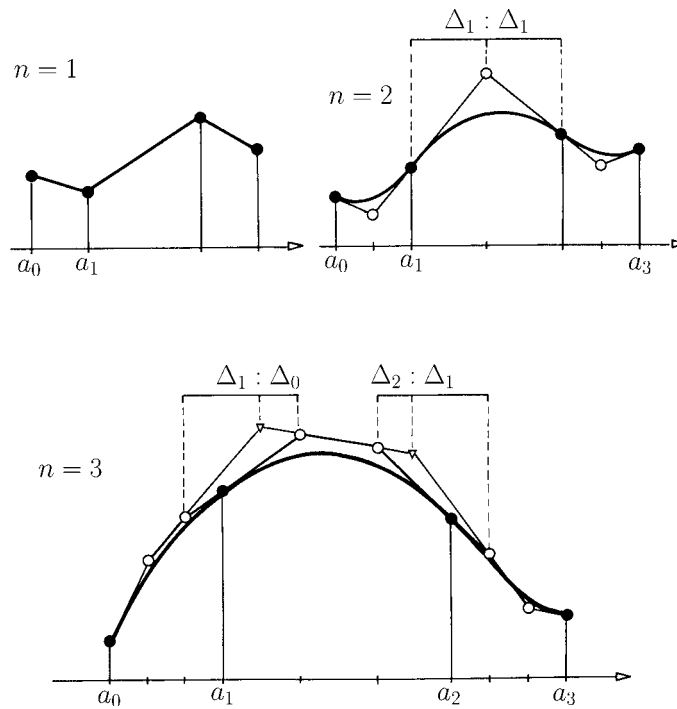 n = 1
a₀
a₁
Δ₁ : Δ₁
n = 2
a₀
a₁
a₃
Δ₁ : Δ₀
Δ₂ : Δ₁
n = 3
a₀
a₁
a₂
a₃